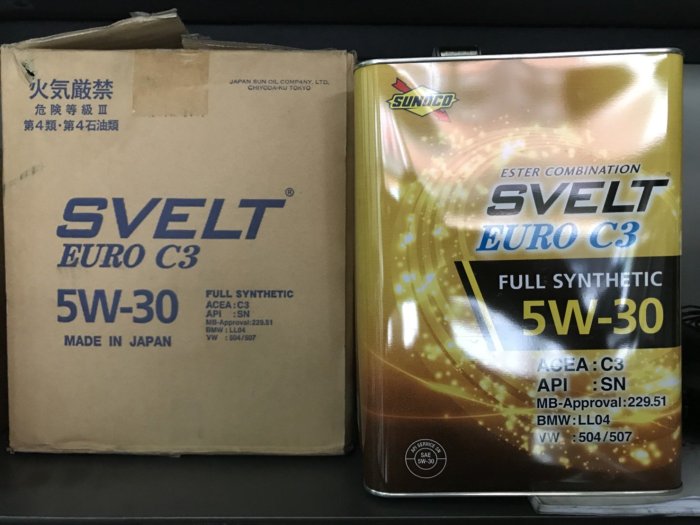 火気厳禁
危険等級Ⅲ
第4類・第4石油類
JAPAN SUN OIL COMPANY, LTD.
CHIYODA-KU TOKYO
SVELT®
EURO C3
5W-30
MADE IN JAPAN
FULL SYNTHETIC
ACEA:C3
API :SN
MB-Approval:229.51
BMW:LL04
VW :504/507
SUNOCO
ESTER COMBINATION
SVELT®
EURO C3
FULL SYNTHETIC
5W-30
ACEA:C3
API :SN
MB-Approval:229.51
BMW:LL04
VW :504/507
API SERVICE SN
SAE
5W-30